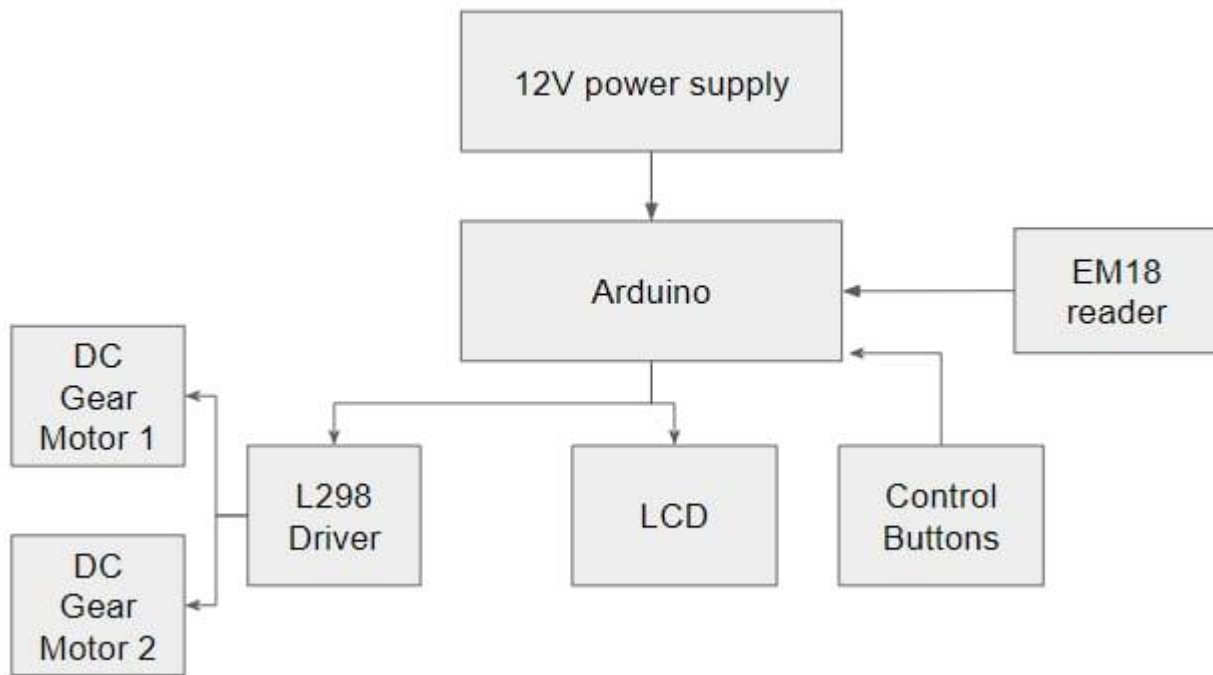 12V power supply
Arduino
EM18
reader
DC
Gear
Motor 1
L298
Driver
LCD
Control
Buttons
DC
Gear
Motor 2